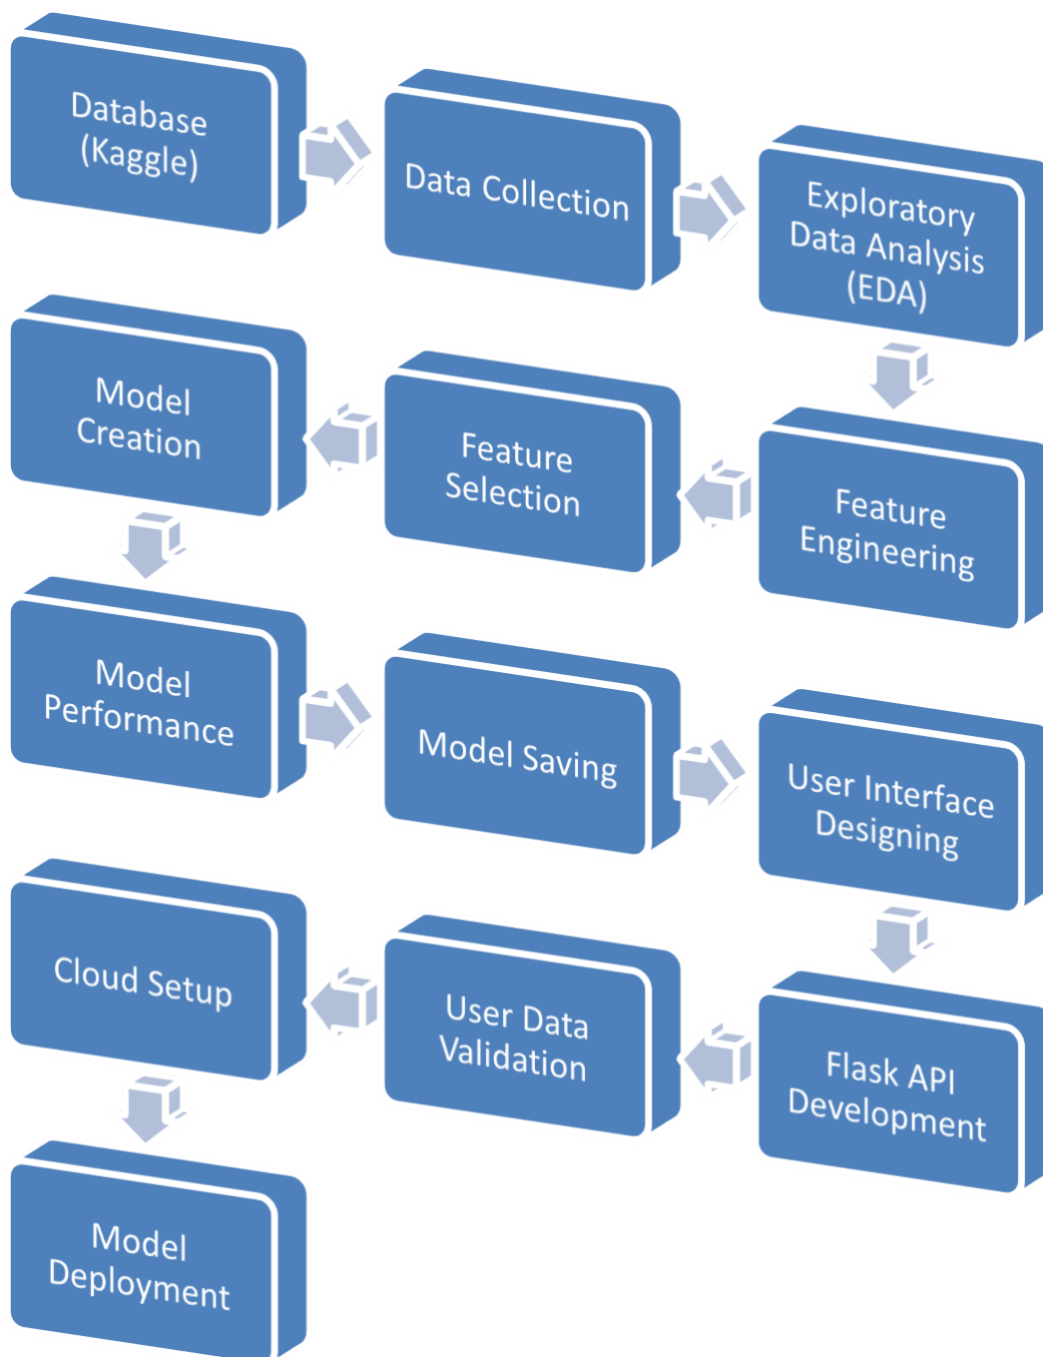 Database
(Kaggle)
Data Collection
Exploratory
Data Analysis
(EDA)
Model
Creation
Feature
Selection
Feature
Engineering
Model
Performance
Model Saving
User Interface
Designing
Cloud Setup
User Data
Validation
Flask API
Development
Model
Deployment